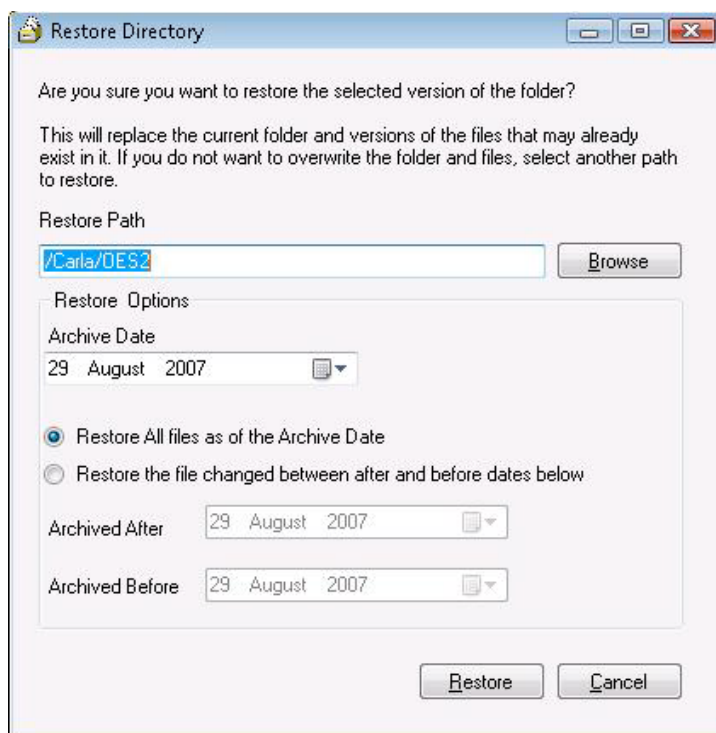 Restore Directory
Are you sure you want to restore the selected version of the folder?
This will replace the current folder and versions of the files that may already
exist in it. If you do not want to overwrite the folder and files, select another path
to restore.
Restore Path
/Carla/OES2
Browse
Restore Options
Archive Date
29 August 2007
Restore All files as of the Archive Date
Restore the file changed between after and before dates below
Archived After 29 August 2007
Archived Before 29 August 2007
Restore Cancel